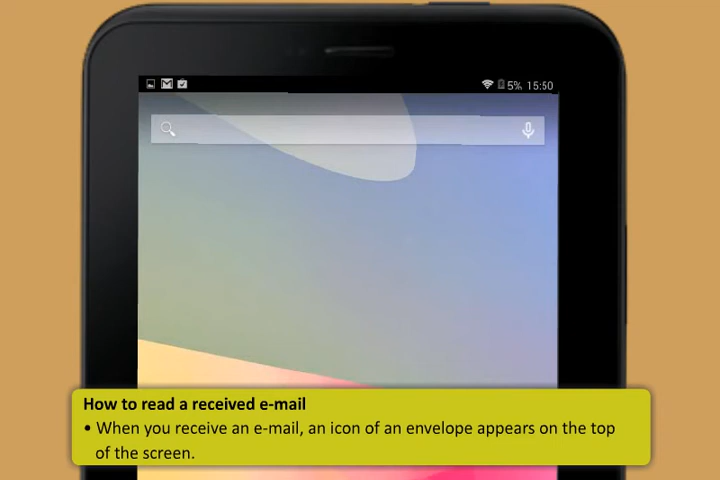 5% 15:50
How to read a received e-mail
• When you receive an e-mail, an icon of an envelope appears on the top
of the screen.